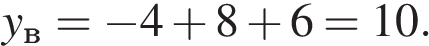 y_в = −4 + 8 + 6 = 10.